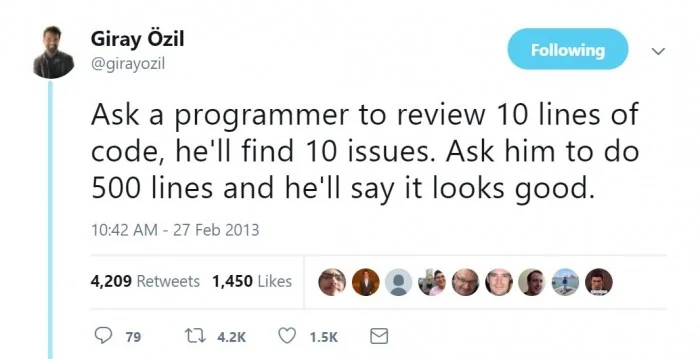 Giray Özil
@girayozil
Following
Ask a programmer to review 10 lines of
code, he'll find 10 issues. Ask him to do
500 lines and he'll say it looks good.
10:42 AM - 27 Feb 2013
4,209 Retweets 1,450 Likes
79 4.2K 1.5K